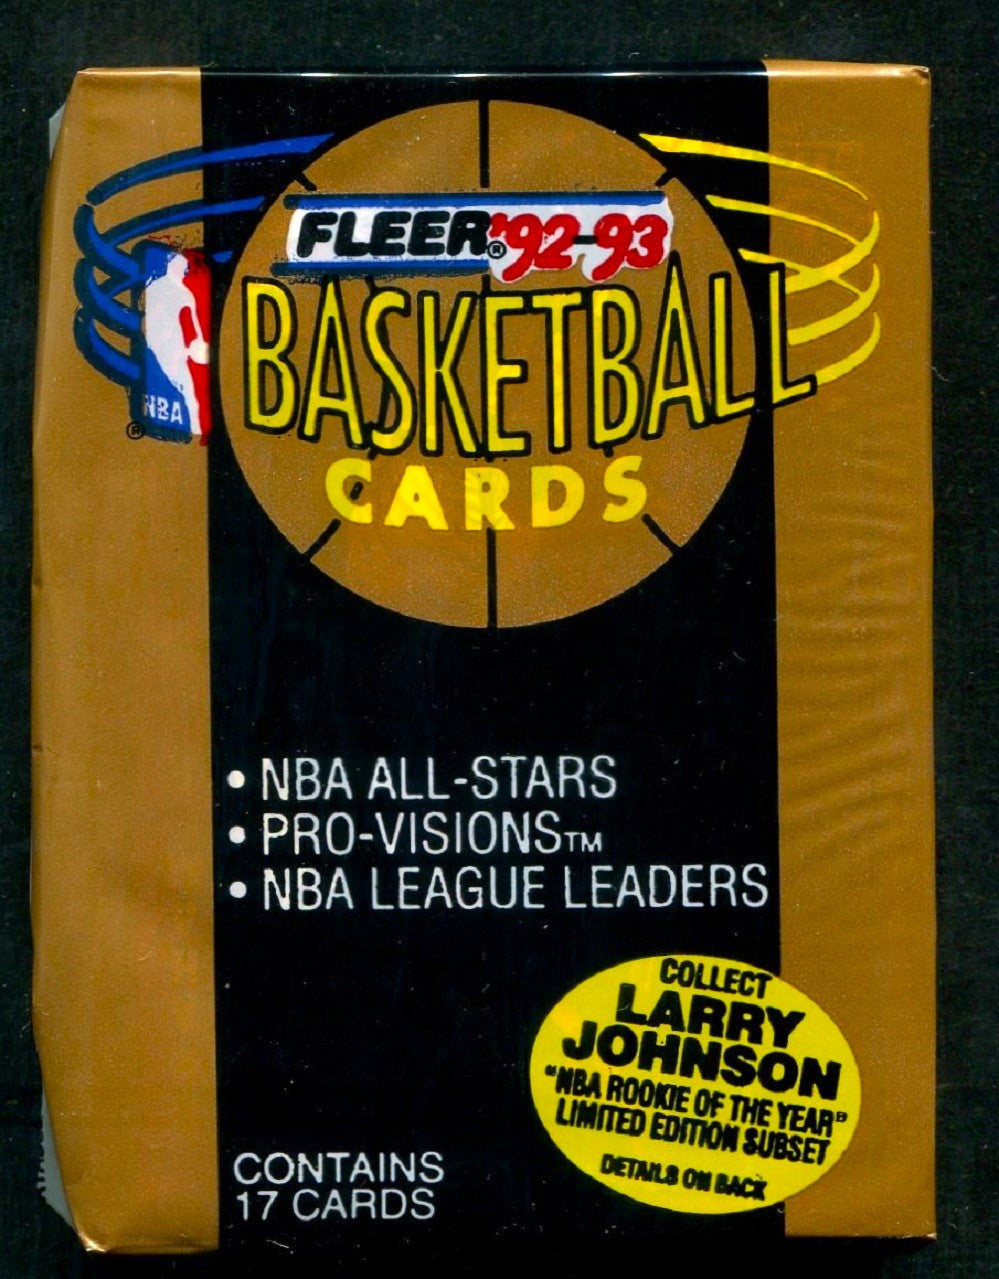 FLEER® '92-93
BASKETBALL
CARDS
NBA
®
• NBA ALL-STARS
• PRO-VISIONS™
• NBA LEAGUE LEADERS
COLLECT
LARRY
JOHNSON
"NBA ROOKIE OF THE YEAR"
LIMITED EDITION SUBSET
DETAILS ON BACK
CONTAINS
17 CARDS